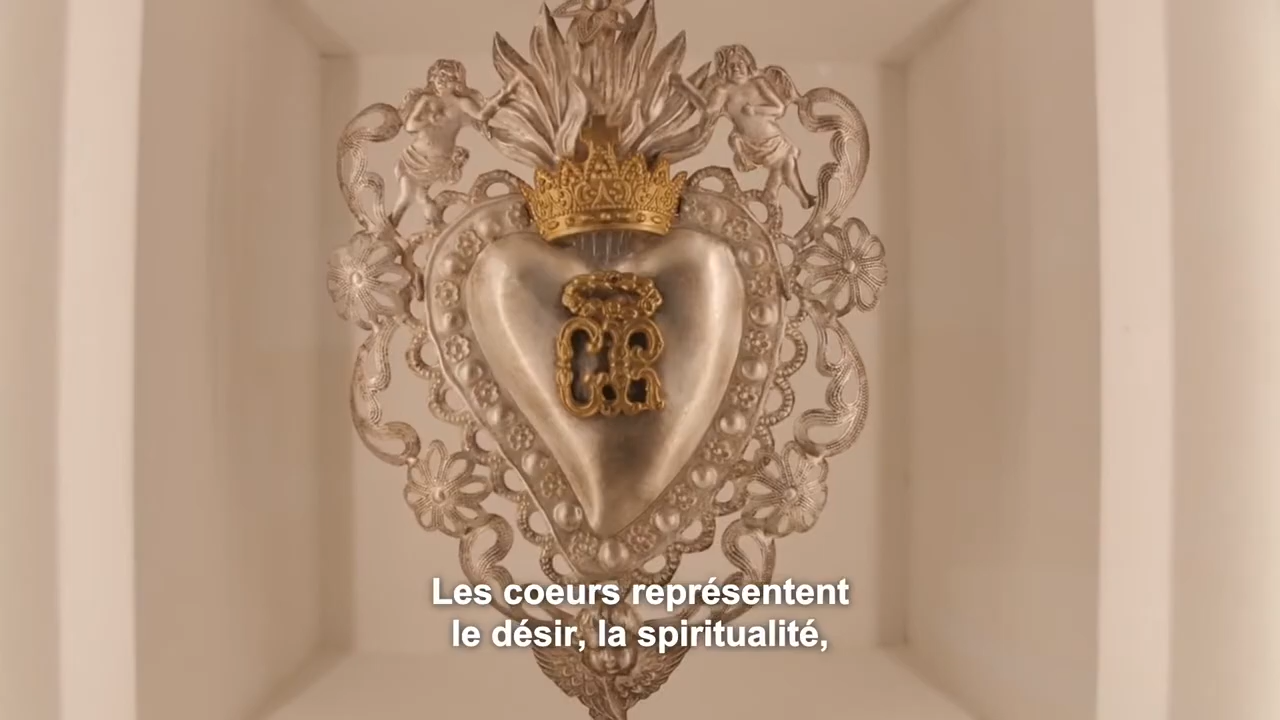 Les coeurs représentent
le désir, la spiritualité,